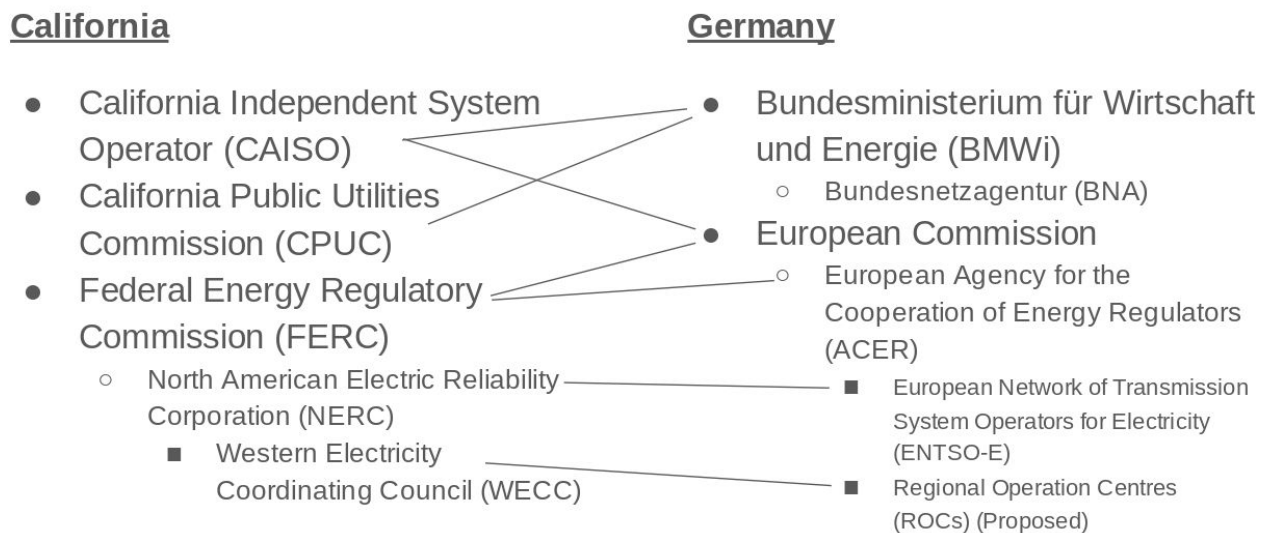 California
● California Independent System
Operator (CAISO)
● California Public Utilities
Commission (CPUC)
● Federal Energy Regulatory
Commission (FERC)
○ North American Electric Reliability
Corporation (NERC)
■ Western Electricity
Coordinating Council (WECC)
Germany
● Bundesministerium für Wirtschaft
und Energie (BMWi)
○ Bundesnetzagentur (BNA)
● European Commission
○ European Agency for the
Cooperation of Energy Regulators
(ACER)
■ European Network of Transmission
System Operators for Electricity
(ENTSO-E)
■ Regional Operation Centres
(ROCs) (Proposed)